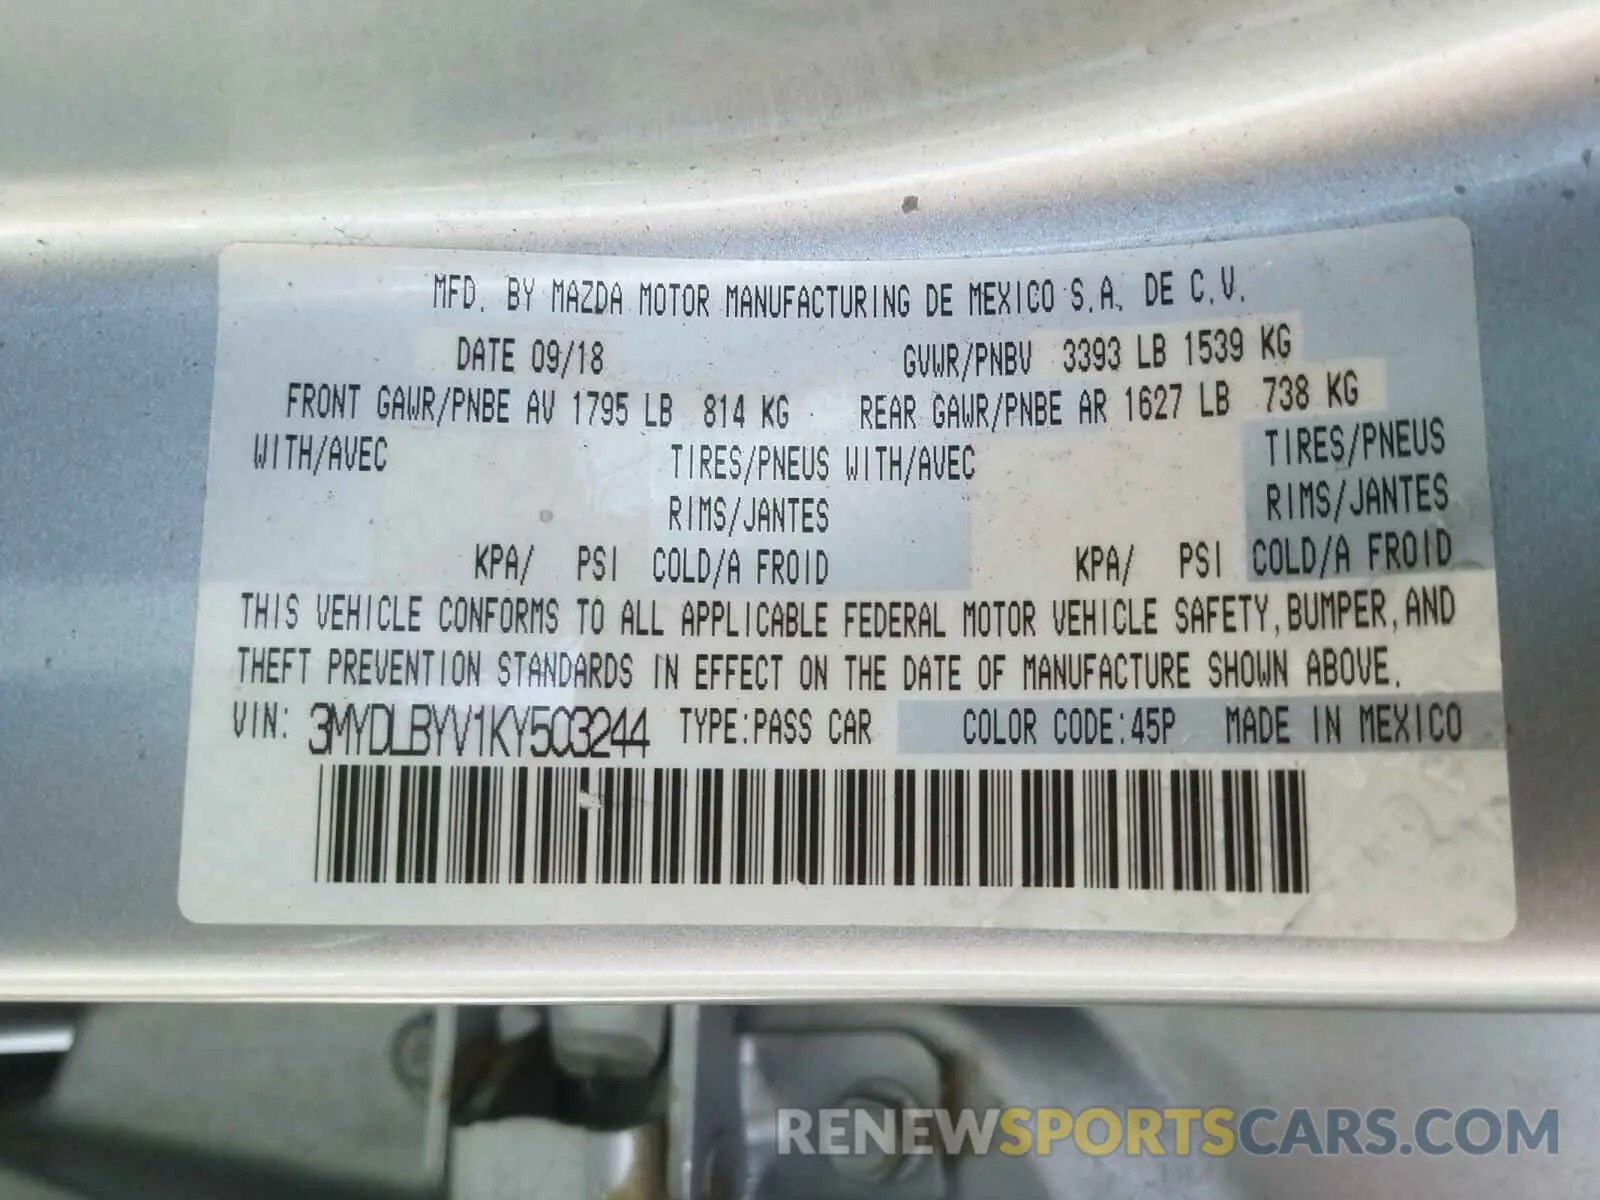 MFD. BY MAZDA MOTOR MANUFACTURING DE MEXICO S.A. DE C.V.
DATE 09/18 GVWR/PNBV 3393 LB 1539 KG
FRONT GAWR/PNBE AV 1795 LB 814 KG REAR GAWR/PNBE AR 1627 LB 738 KG
WITH/AVEC TIRES/PNEUS WITH/AVEC TIRES/PNEUS
RIMS/JANTES RIMS/JANTES
KPA/ PSI COLD/A FROID KPA/ PSI COLD/A FROID
THIS VEHICLE CONFORMS TO ALL APPLICABLE FEDERAL MOTOR VEHICLE SAFETY, BUMPER, AND
THEFT PREVENTION STANDARDS IN EFFECT ON THE DATE OF MANUFACTURE SHOWN ABOVE.
VIN: 3MYDLBYV1KY503244 TYPE:PASS CAR COLOR CODE:45P MADE IN MEXICO
RENEWSPORTSCARS.COM